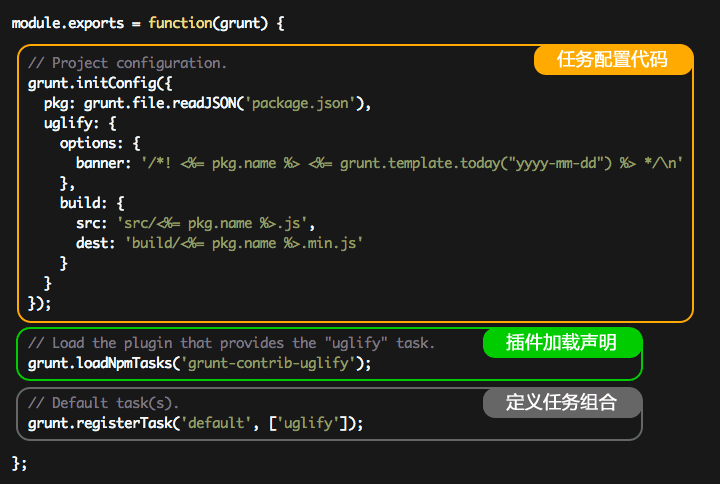 module.exports = function(grunt) {
// Project configuration.
任务配置代码
grunt.initConfig({
pkg: grunt.file.readJSON('package.json'),
uglify: {
options: {
banner: '/*! <%= pkg.name %> <%= grunt.template.today("yyyy-mm-dd") %> */\n'
},
build: {
src: 'src/<%= pkg.name %>.js',
dest: 'build/<%= pkg.name %>.min.js'
}
}
});
// Load the plugin that provides the "uglify" task.
插件加载声明
grunt.loadNpmTasks('grunt-contrib-uglify');
// Default task(s).
定义任务组合
grunt.registerTask('default', ['uglify']);
};